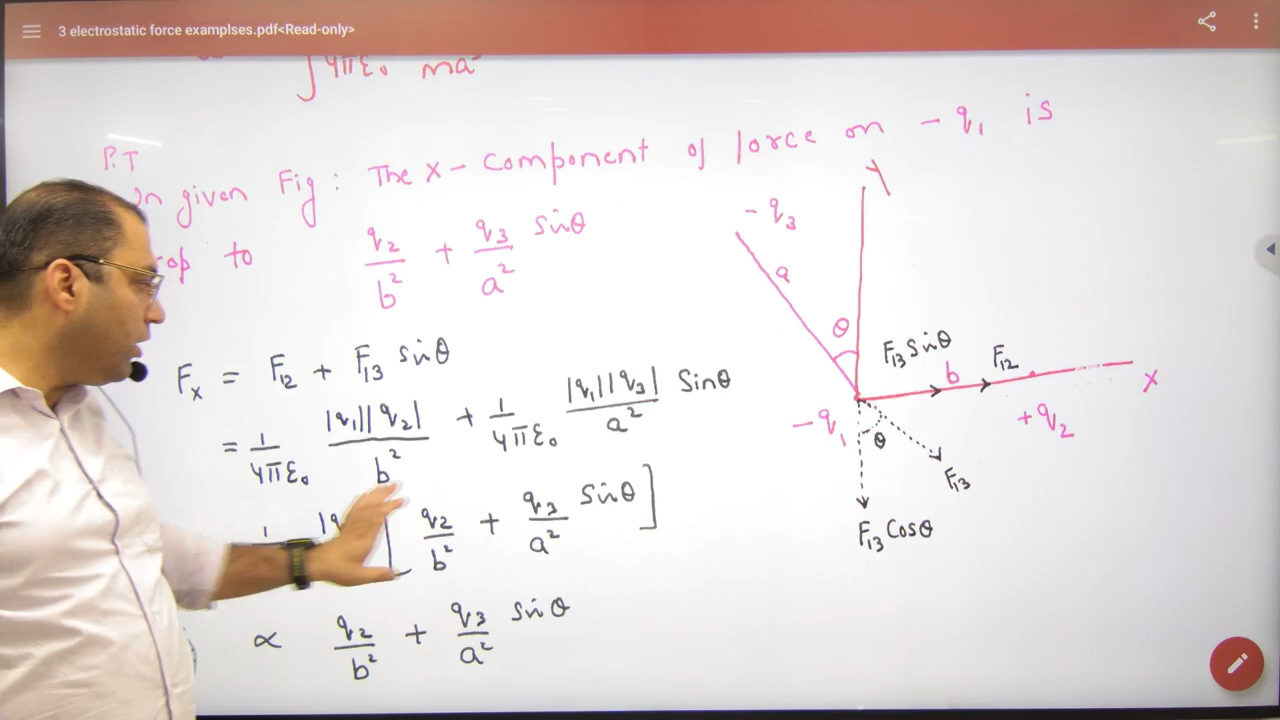 3 electrostatic force examplses.pdf<Read-only>
∫4πε₀ ma
P.T
In given Fig : The x - component of force on - q₁ is
prop to q₂/b² + q₃/a² sinθ
Fₓ = F₁₂ + F₁₃ sinθ
= 1/4πε₀ |q₁||q₂|/b² + 1/4πε₀ |q₁||q₃|/a² Sinθ
[ q₂/b² + q₃/a² sinθ ]
∝ q₂/b² + q₃/a² sinθ
Y
- q₃
a
θ
F₁₃ Sinθ
b
F₁₂
X
- q₁
+q₂
θ
F₁₃
F₁₃ Cosθ